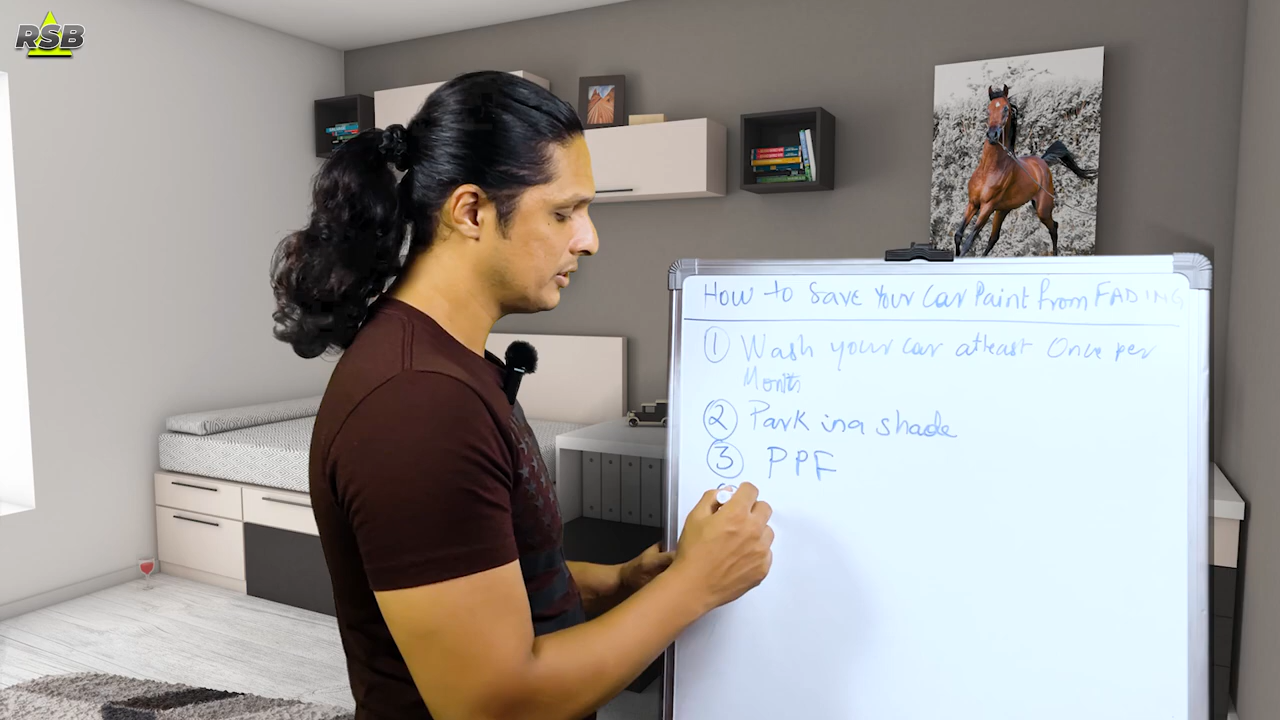 RSB
How to Save Your Car Paint from FADING
1 Wash your car atleast Once per
Month
2 Park in a shade
3 PPF